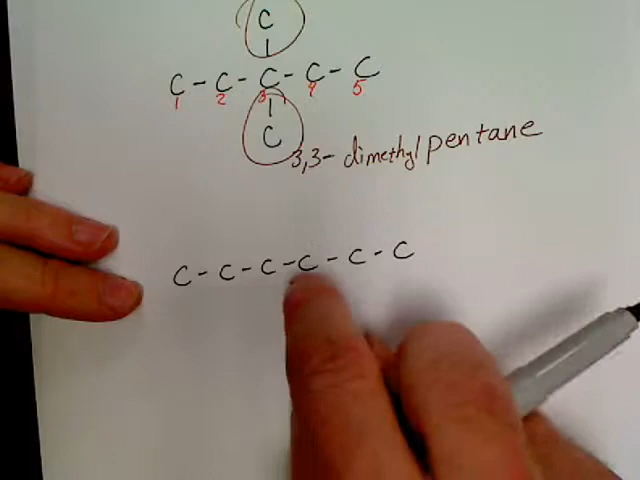 C
C - C - C - C - C
1 2 3 4 5
C
3,3- dimethylpentane
C - C - C - C - C - C